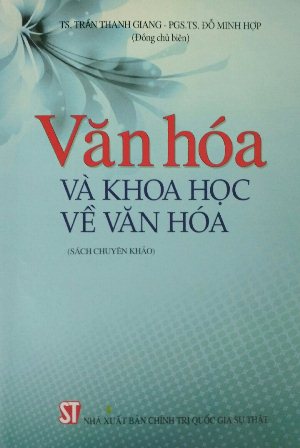 TS. TRẦN THANH GIANG - PGS.TS. ĐỖ MINH HỢP
(Đồng chủ biên)
Văn hóa
VÀ KHOA HỌC
VỀ VĂN HÓA
(SÁCH CHUYÊN KHẢO)
ST
NHÀ XUẤT BẢN CHÍNH TRỊ QUỐC GIA SỰ THẬT